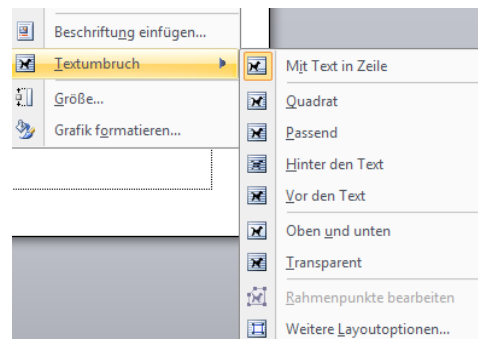 Beschriftung einfügen...
Textumbruch
Größe...
Grafik formatieren...
Mit Text in Zeile
Quadrat
Passend
Hinter den Text
Vor den Text
Oben und unten
Transparent
Rahmenpunkte bearbeiten
Weitere Layoutoptionen...